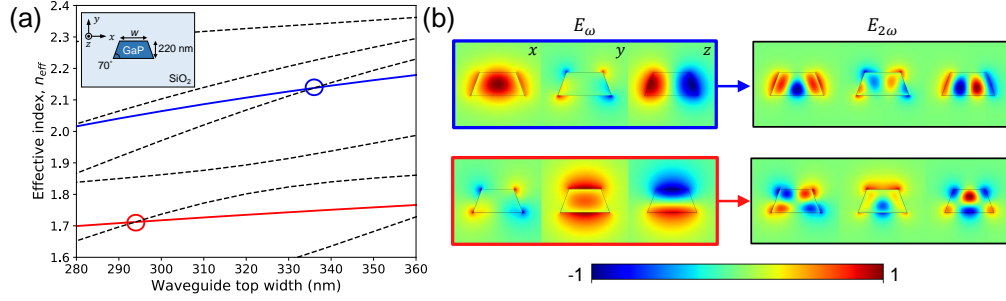 (a)
2.4
2.3
2.2
2.1
2.0
1.9
1.8
1.7
1.6
Effective index, n_eff
280 290 300 310 320 330 340 350 360
Waveguide top width (nm)
y
z
x
w
GaP
220 nm
70°
SiO₂
(b)
E_ω
E_2ω
x
y
z
-1
1